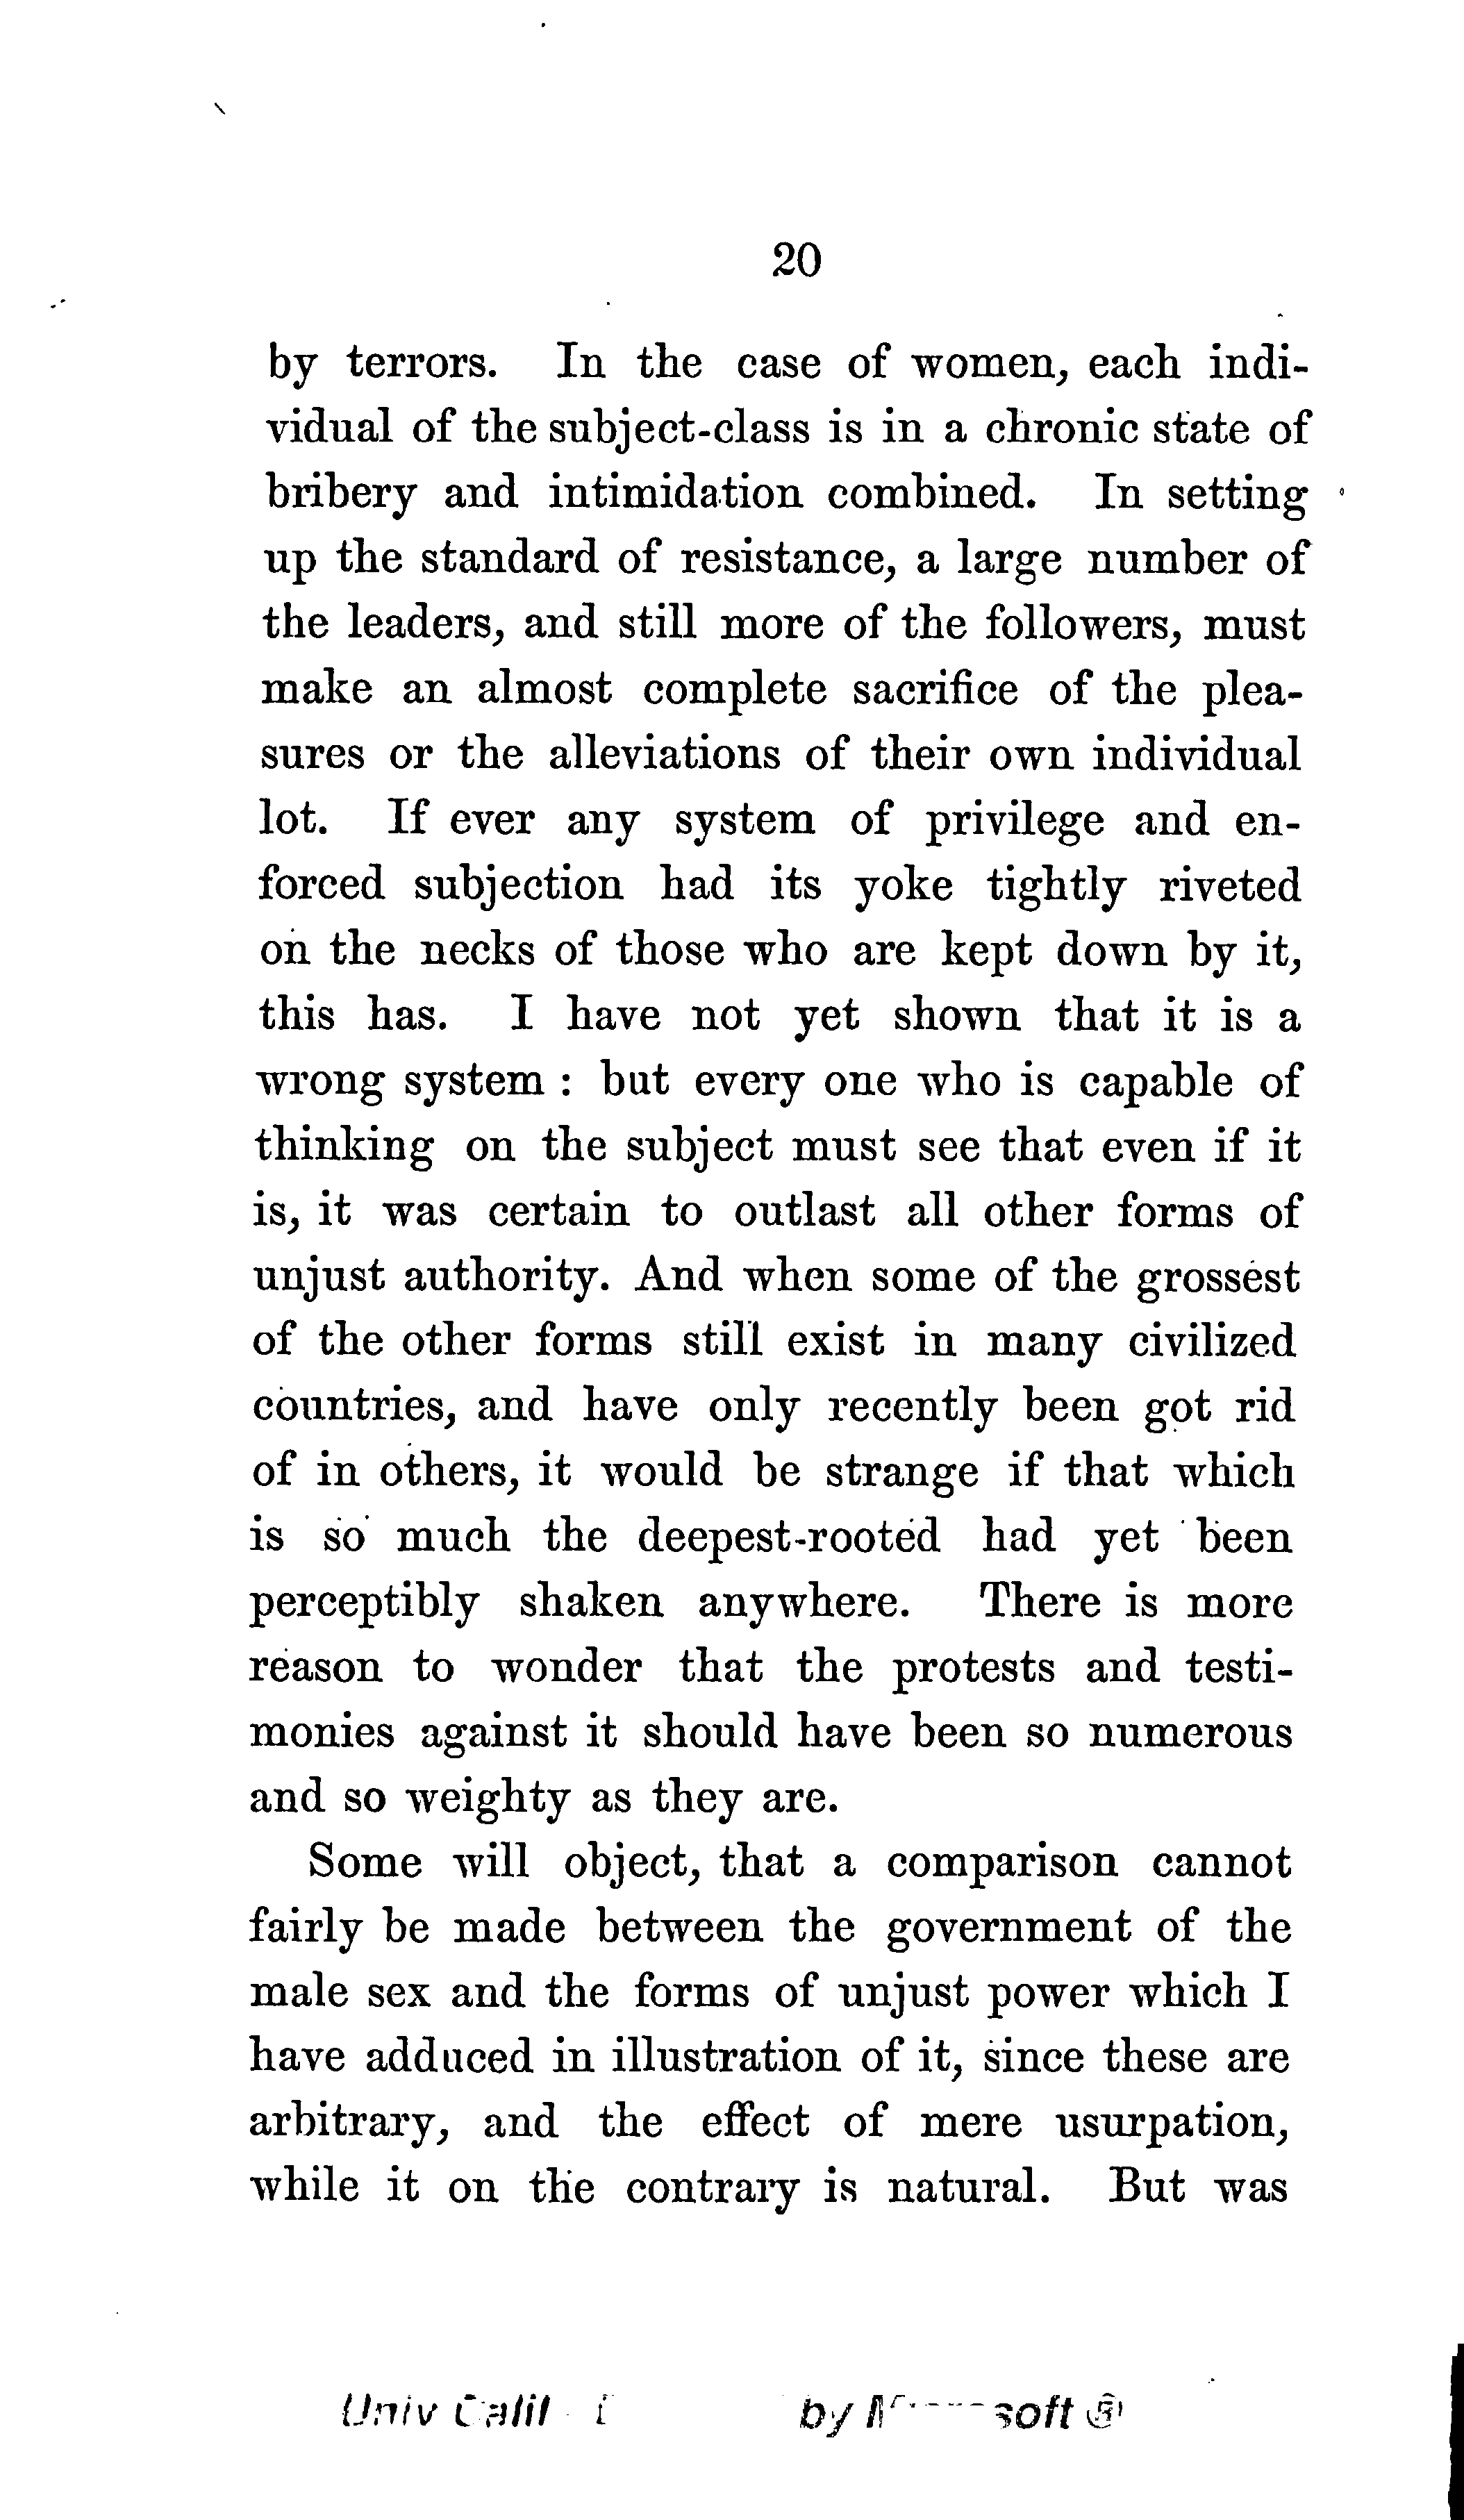 20
by terrors. In the case of women, each indi-
vidual of the subject-class is in a chronic state of
bribery and intimidation combined. In setting
up the standard of resistance, a large number of
the leaders, and still more of the followers, must
make an almost complete sacrifice of the plea-
sures or the alleviations of their own individual
lot. If ever any system of privilege and en-
forced subjection had its yoke tightly riveted
on the necks of those who are kept down by it,
this has. I have not yet shown that it is a
wrong system : but every one who is capable of
thinking on the subject must see that even if it
is, it was certain to outlast all other forms of
unjust authority. And when some of the grossest
of the other forms still exist in many civilized
countries, and have only recently been got rid
of in others, it would be strange if that which
is so much the deepest-rooted had yet been
perceptibly shaken anywhere. There is more
reason to wonder that the protests and testi-
monies against it should have been so numerous
and so weighty as they are.
Some will object, that a comparison cannot
fairly be made between the government of the
male sex and the forms of unjust power which I
have adduced in illustration of it, since these are
arbitrary, and the effect of mere usurpation,
while it on the contrary is natural. But was
Univ Calif by